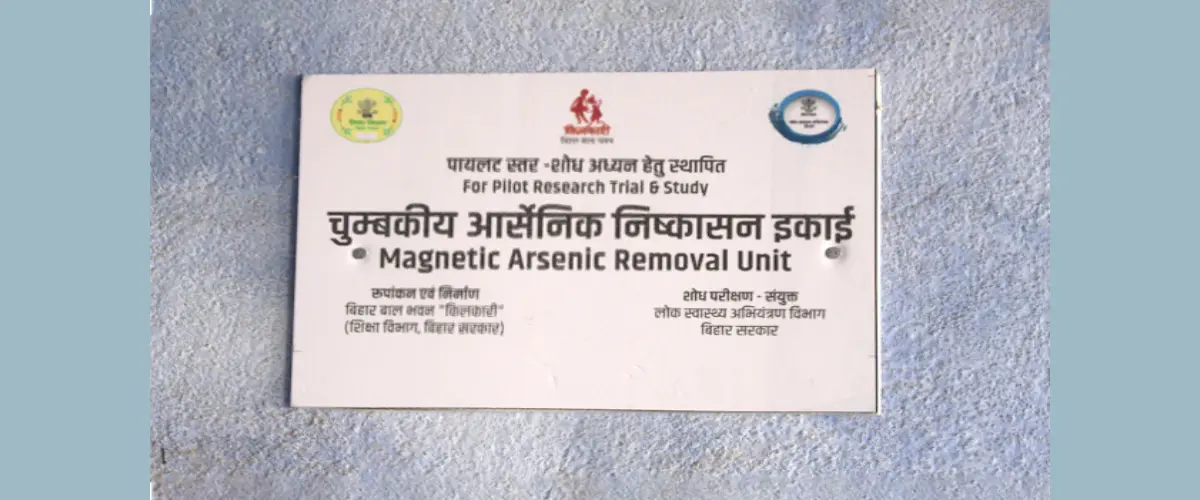 किलकारी
बिहार बाल भवन
पायलट स्तर -शोध अध्यन हेतु स्थापित
For Pilot Research Trial & Study
चुम्बकीय आर्सेनिक निष्कासन इकाई
Magnetic Arsenic Removal Unit
रूपांकन एवं निर्माण
बिहार बाल भवन "किलकारी"
(शिक्षा विभाग, बिहार सरकार)
शोध परीक्षण - संयुक्त
लोक स्वास्थ्य अभियंत्रण विभाग
बिहार सरकार